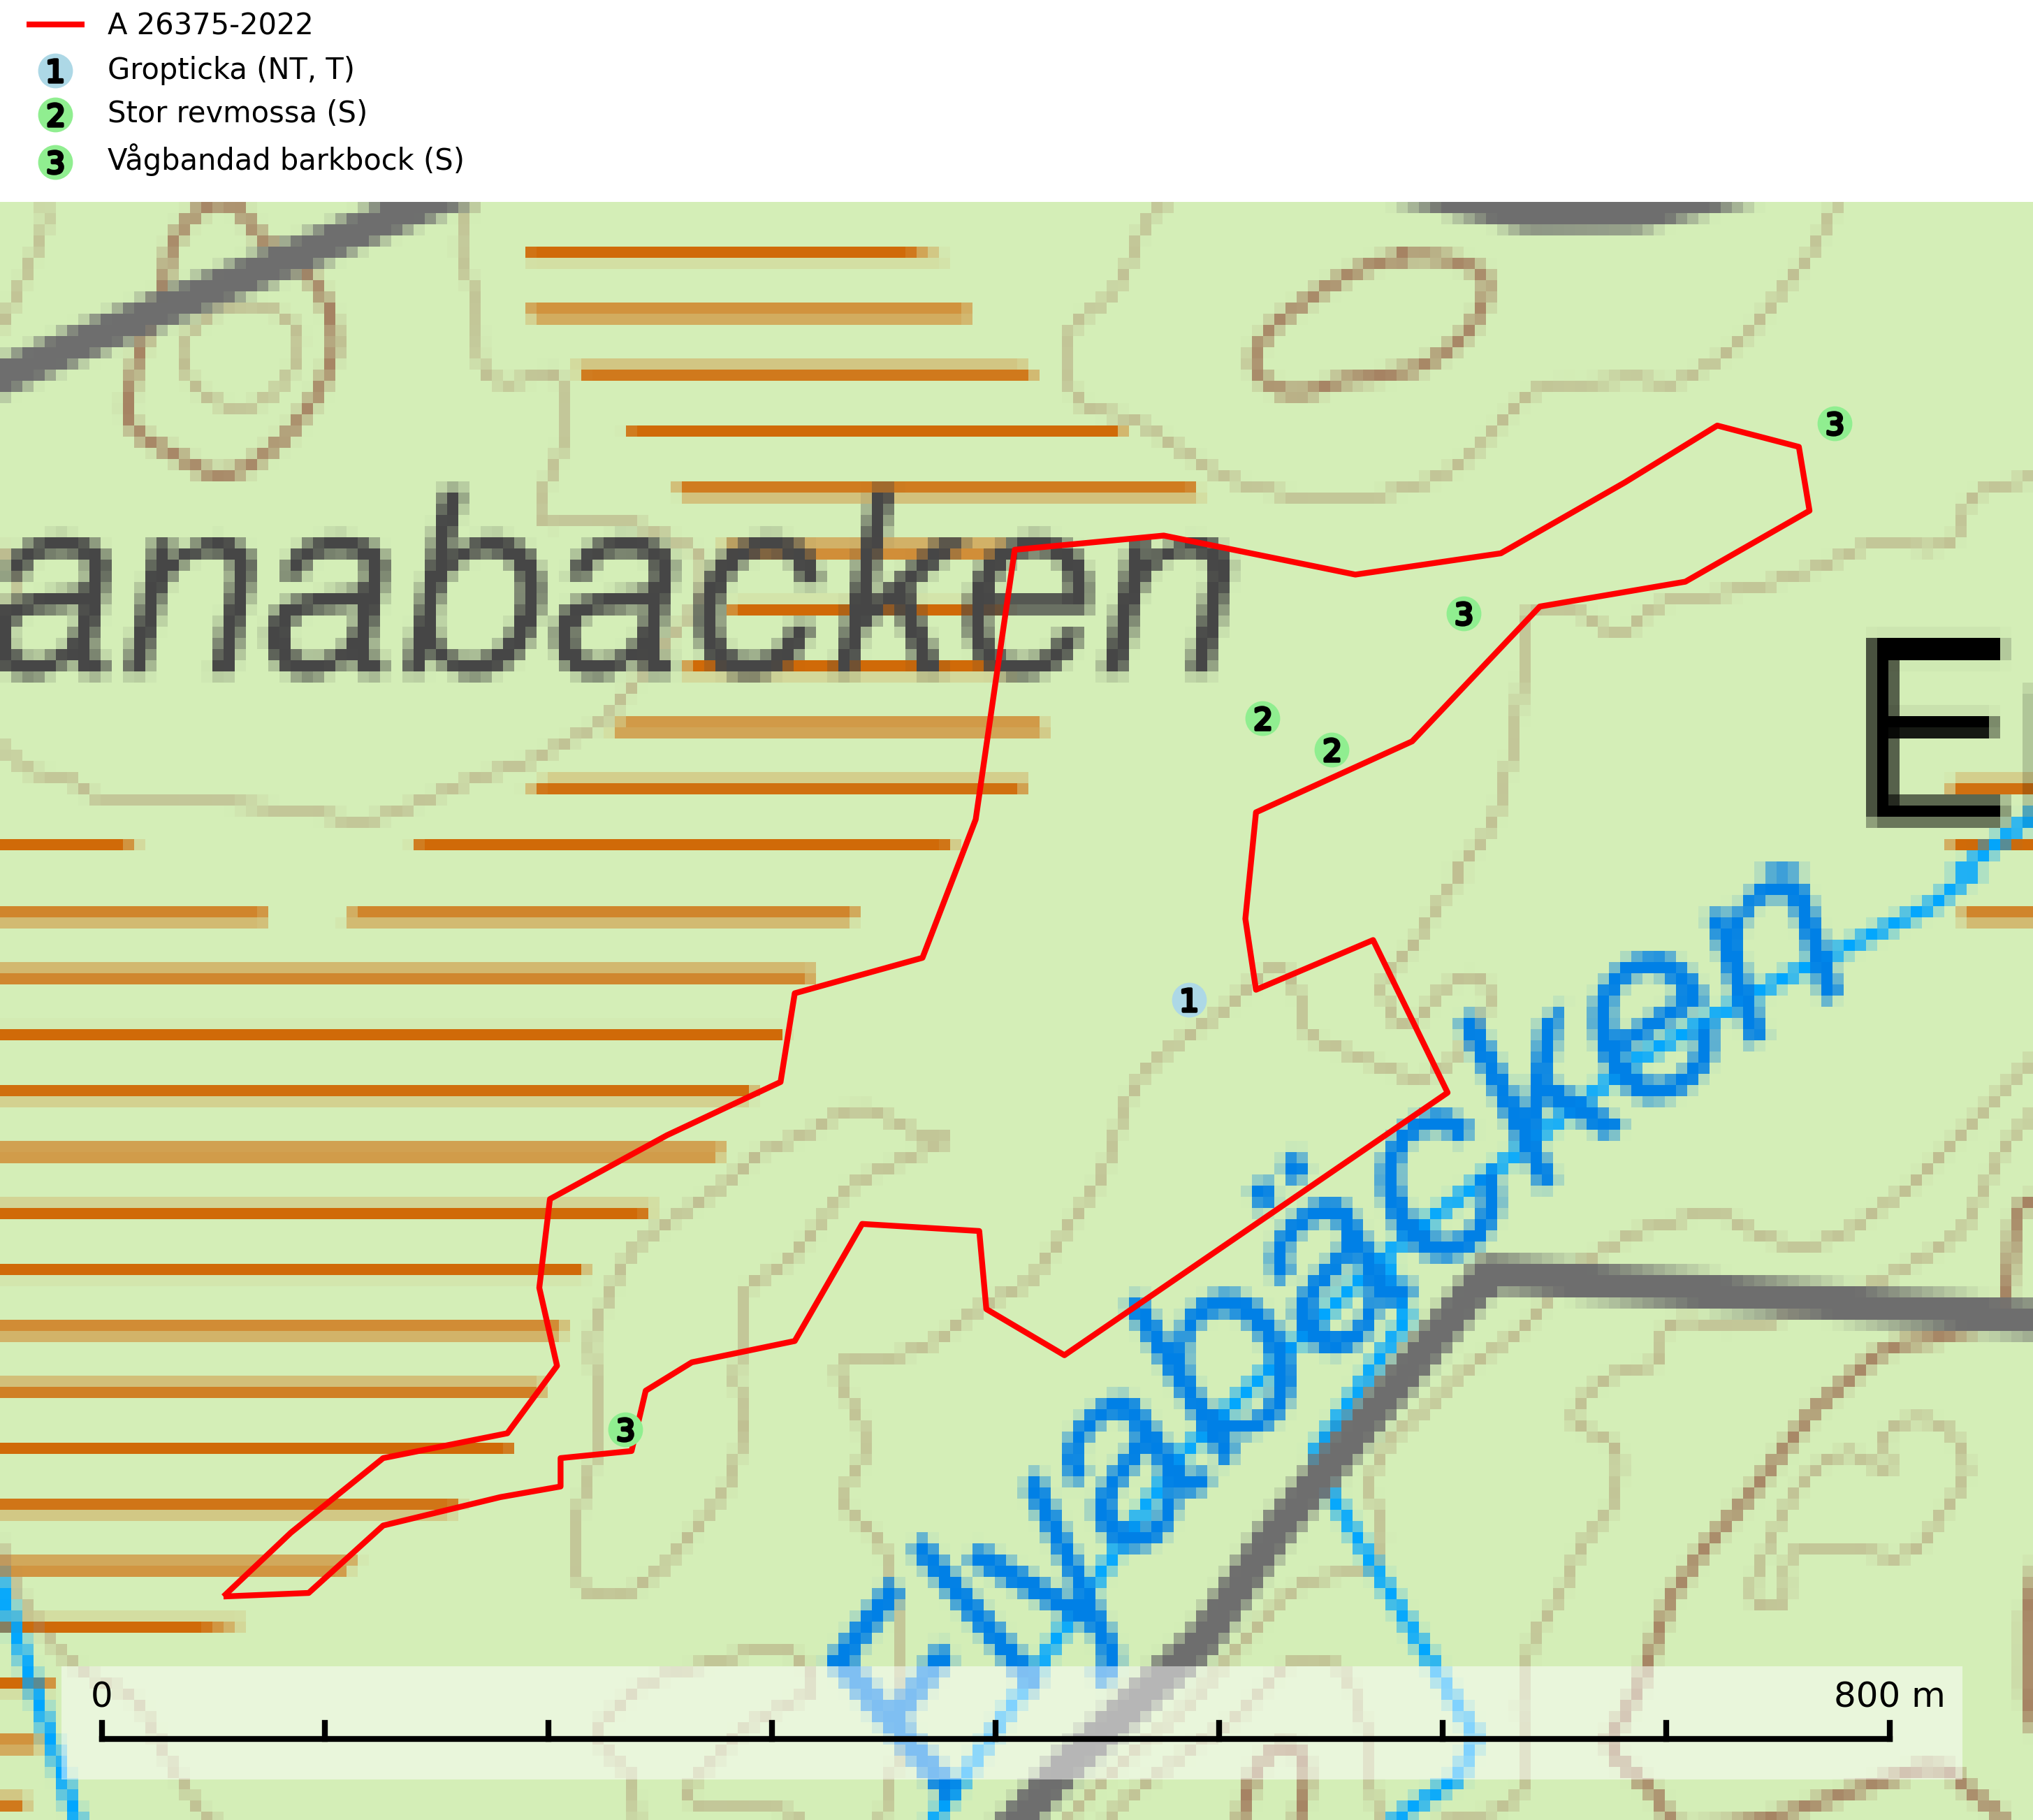 A 26375-2022
1 Gropticka (NT, T)
2 Stor revmossa (S)
3 Vågbandad barkbock (S)
3
anabacken
3
E
2
2
1
Flkabäcken
3
0 800 m